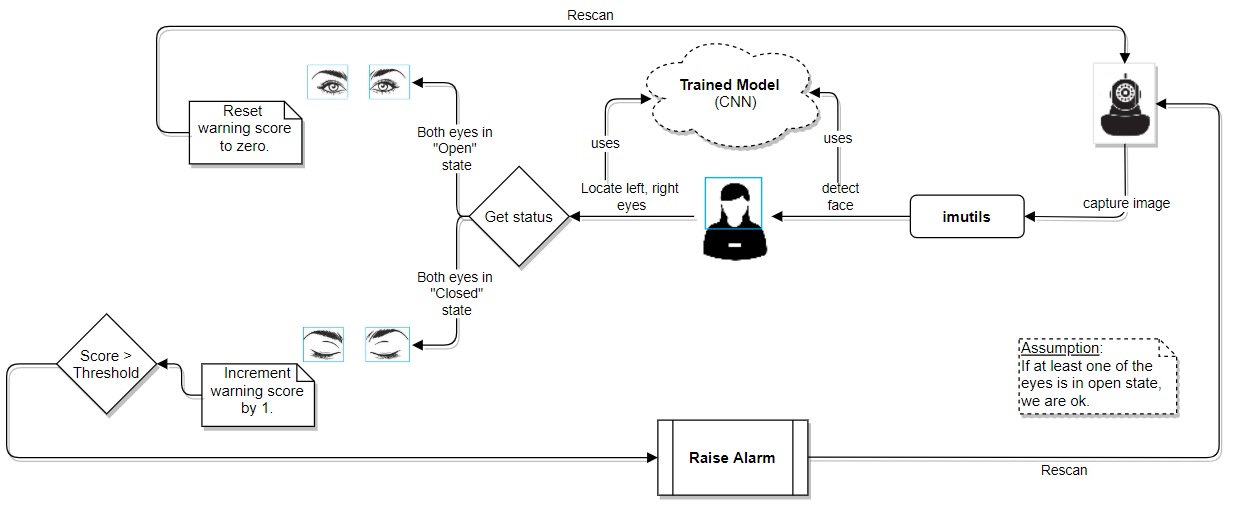 Rescan
Trained Model
(CNN)
Reset
warning score
to zero.
Both eyes in
"Open"
state
uses
uses
Locate left, right
eyes
detect
face
Get status
imutils
capture image
Both eyes in
"Closed"
state
Score >
Threshold
Increment
warning score
by 1.
Assumption:
If at least one of the
eyes is in open state,
we are ok.
Raise Alarm
Rescan